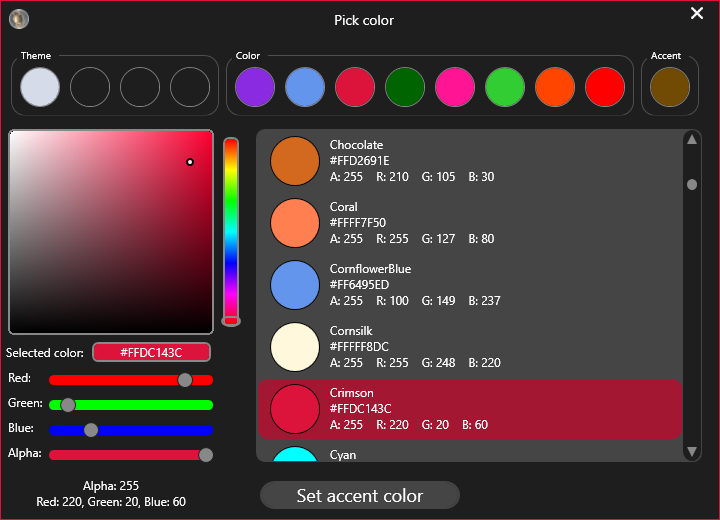 Pick color
Theme
Color
Accent
Chocolate
#FFD2691E
A: 255 R: 210 G: 105 B: 30
Coral
#FFFF7F50
A: 255 R: 255 G: 127 B: 80
CornflowerBlue
#FF6495ED
A: 255 R: 100 G: 149 B: 237
Cornsilk
#FFFFF8DC
A: 255 R: 255 G: 248 B: 220
Crimson
#FFDC143C
A: 255 R: 220 G: 20 B: 60
Cyan
Selected color: #FFDC143C
Red:
Green:
Blue:
Alpha:
Alpha: 255
Red: 220, Green: 20, Blue: 60
Set accent color